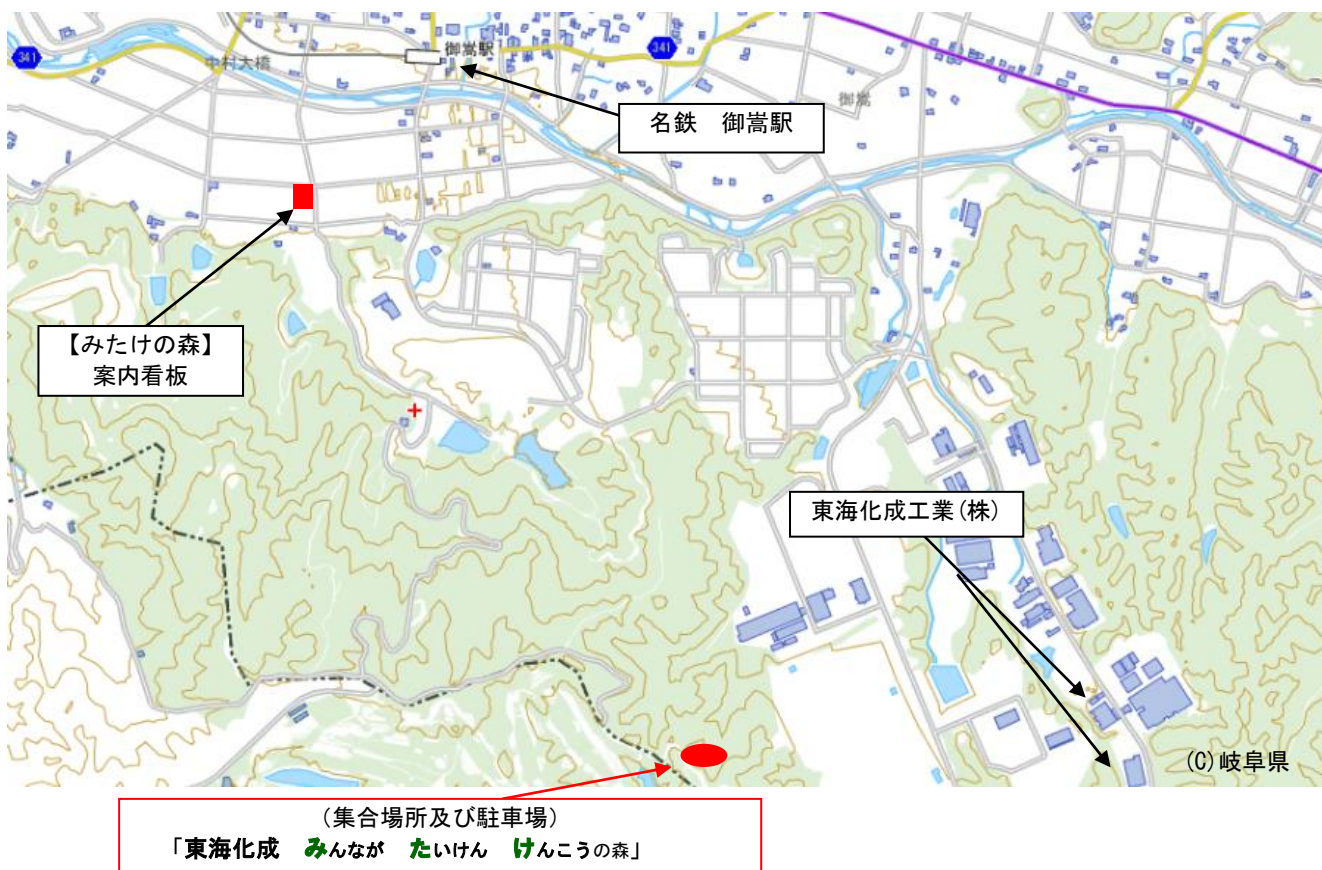 341
中村大橋
御嵩駅
341
御嵩
名鉄　御嵩駅
【みたけの森】
案内看板
東海化成工業(株)
(C)岐阜県
(集合場所及び駐車場)
「東海化成　みんなが　たいけん　けんこうの森」